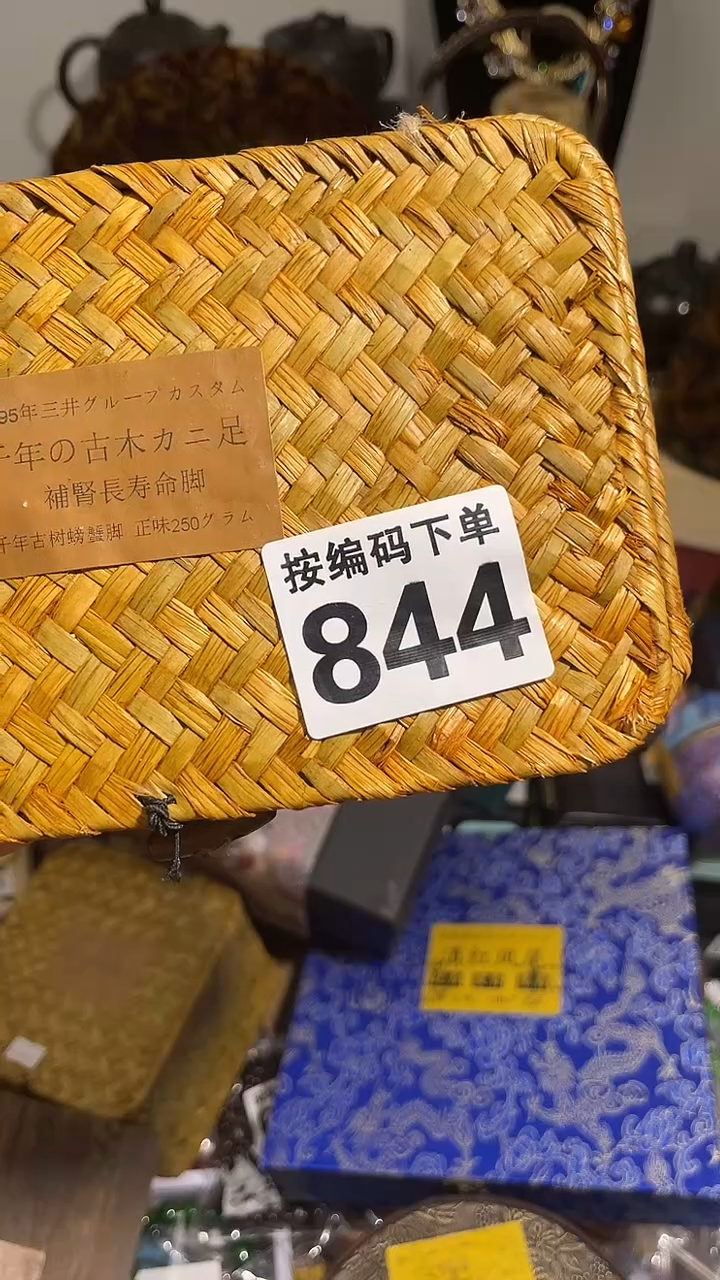 95年三井グループカスタム
千年の古木カニ足
補腎長寿命脚
千年古树螃蟹脚 正味250グラム
按编码下单
844